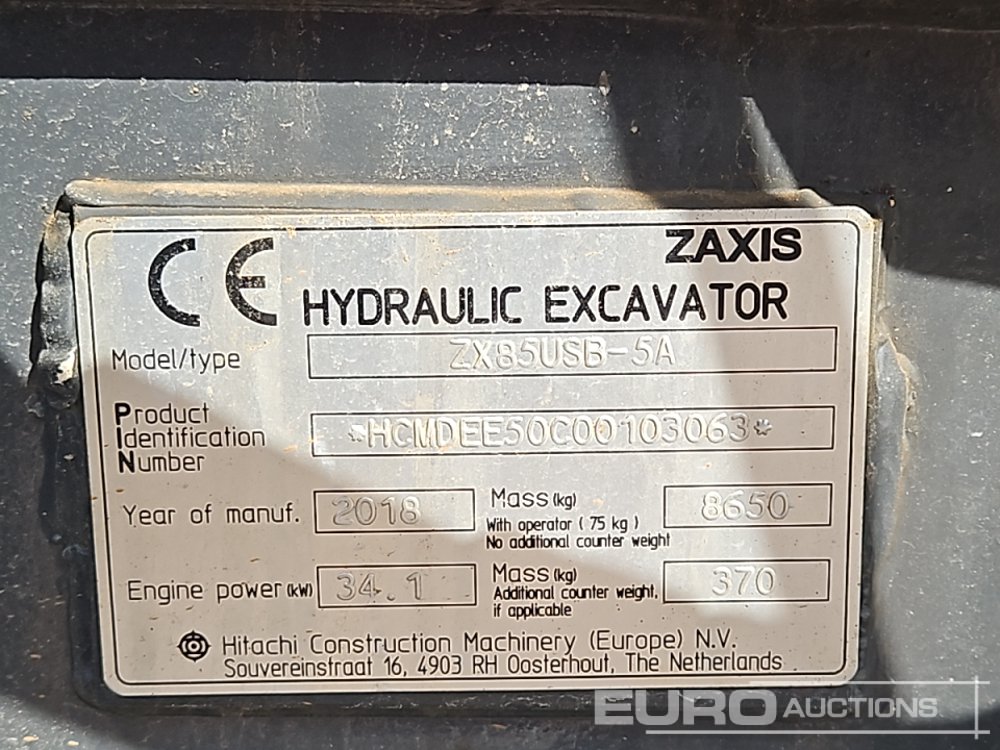 CE
ZAXIS
HYDRAULIC EXCAVATOR
Model/type ZX85USB-5A
Product Identification Number *HCMDEE50C00103063*
Year of manuf. 2018 Mass (kg) 8650
With operator ( 75 kg )
No additional counter weight
Engine power (kw) 34.1 Mass (kg) 370
Additional counter weight, if applicable
Hitachi Construction Machinery (Europe) N.V.
Souvereinstraat 16, 4903 RH Oosterhout, The Netherlands
EURO AUCTIONS